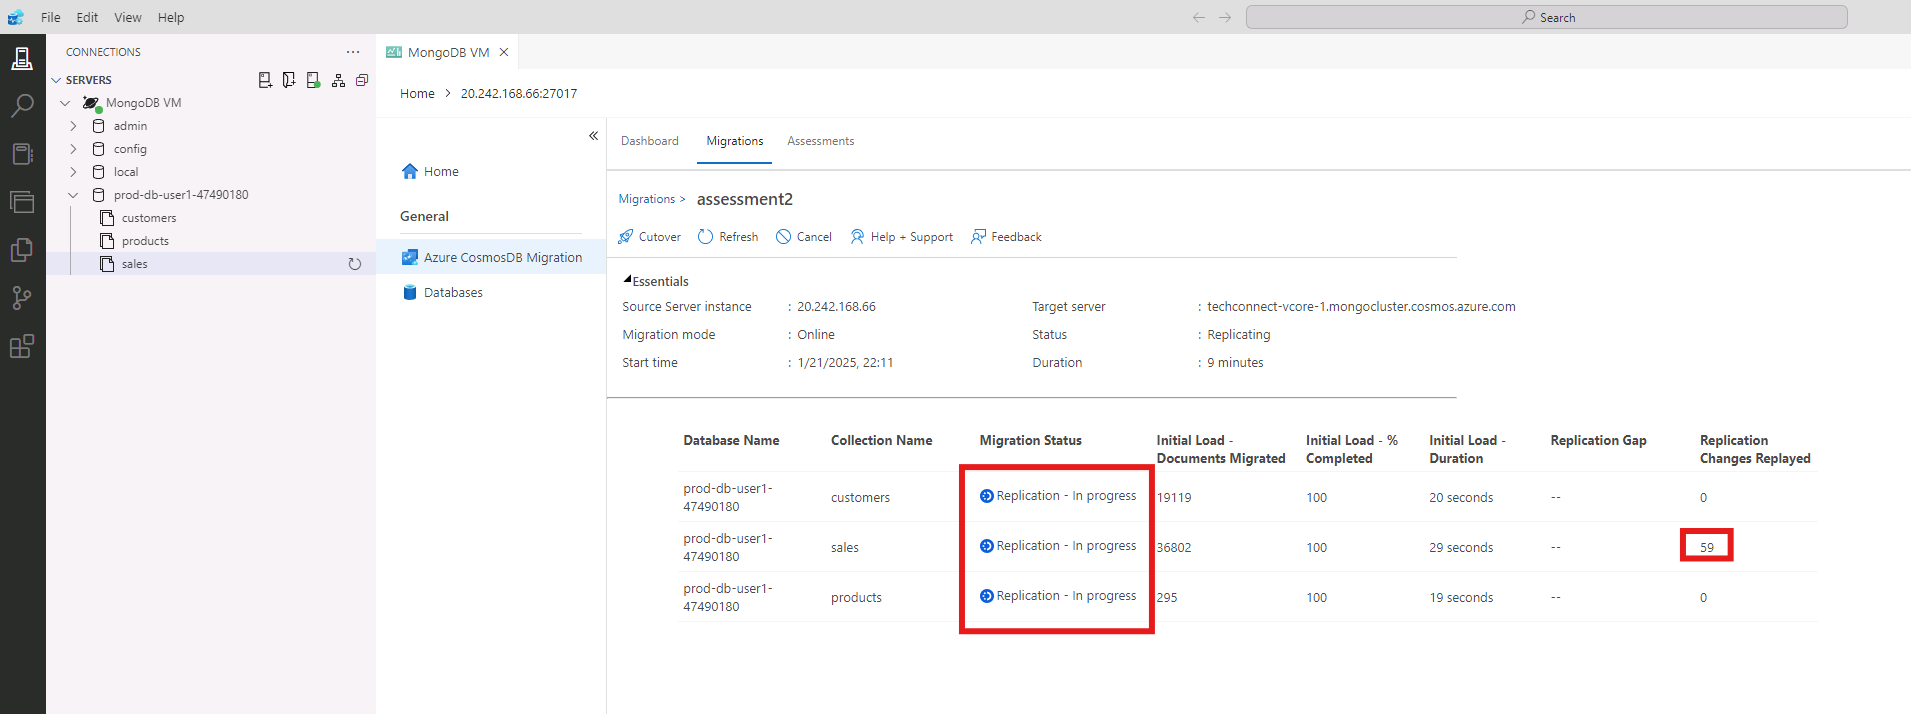 File Edit View Help
Search
CONNECTIONS ...
SERVERS
MongoDB VM
admin
config
local
prod-db-user1-47490180
customers
products
sales
MongoDB VM
Home > 20.242.168.66:27017
Home
General
Azure CosmosDB Migration
Databases
Dashboard Migrations Assessments
Migrations > assessment2
Cutover Refresh Cancel Help + Support Feedback
Essentials
Source Server instance : 20.242.168.66 Target server : techconnect-vcore-1.mongocluster.cosmos.azure.com
Migration mode : Online Status : Replicating
Start time : 1/21/2025, 22:11 Duration : 9 minutes
Database Name Collection Name Migration Status Initial Load - Initial Load - % Initial Load - Replication Gap Replication
Documents Migrated Completed Duration Changes Replayed
prod-db-user1-
47490180 customers Replication - In progress 19119 100 20 seconds -- 0
prod-db-user1-
47490180 sales Replication - In progress 36802 100 29 seconds -- 59
prod-db-user1-
47490180 products Replication - In progress 295 100 19 seconds -- 0